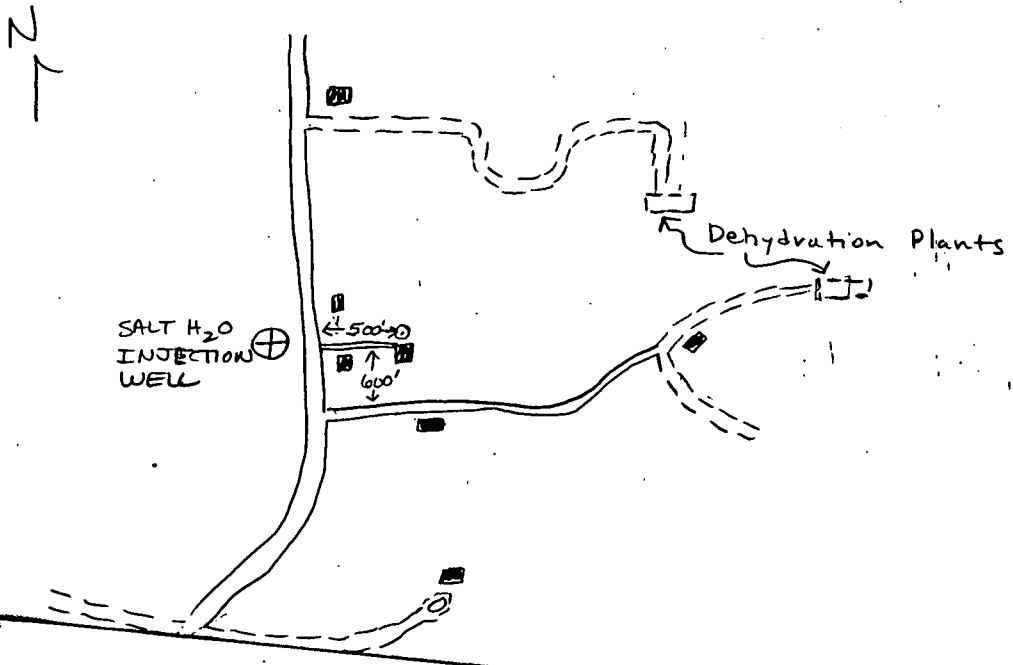 N
Dehydration Plants
SALT H₂O
INJECTION
WELL
500'
600'